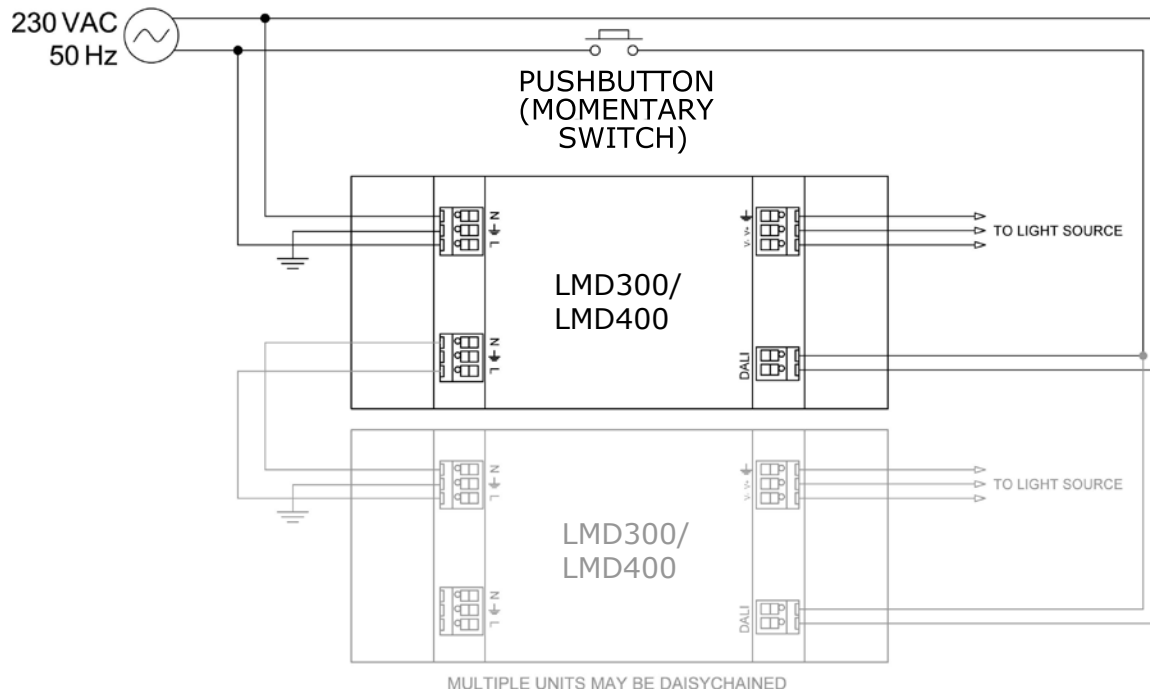 230 VAC
50 Hz
PUSHBUTTON
(MOMENTARY
SWITCH)
N
L
V+
V-
TO LIGHT SOURCE
LMD300/
LMD400
N
L
DALI
N
L
V+
V-
TO LIGHT SOURCE
LMD300/
LMD400
N
L
DALI
MULTIPLE UNITS MAY BE DAISYCHAINED